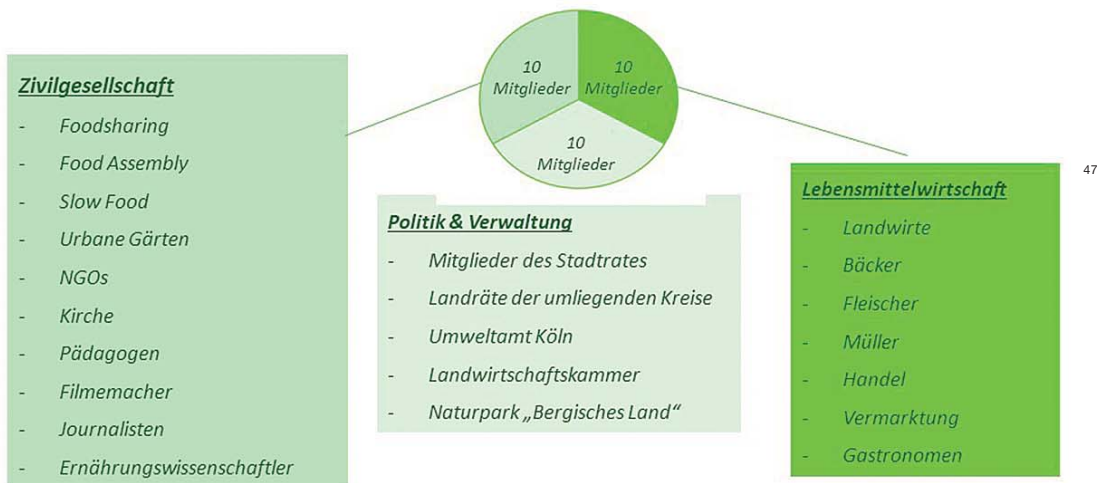 10
Mitglieder
10
Mitglieder
10
Mitglieder
Zivilgesellschaft
- Foodsharing
- Food Assembly
- Slow Food
- Urbane Gärten
- NGOs
- Kirche
- Pädagogen
- Filmemacher
- Journalisten
- Ernährungswissenschaftler
Politik & Verwaltung
- Mitglieder des Stadtrates
- Landräte der umliegenden Kreise
- Umweltamt Köln
- Landwirtschaftskammer
- Naturpark „Bergisches Land“
Lebensmittelwirtschaft
- Landwirte
- Bäcker
- Fleischer
- Müller
- Handel
- Vermarktung
- Gastronomen
47